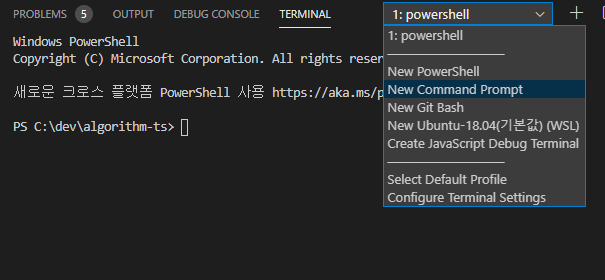 PROBLEMS 5 OUTPUT DEBUG CONSOLE TERMINAL 1: powershell
Windows PowerShell
Copyright (C) Microsoft Corporation. All rights reser
새로운 크로스 플랫폼 PowerShell 사용 https://aka.ms/p
PS C:\dev\algorithm-ts>
1: powershell
New PowerShell
New Command Prompt
New Git Bash
New Ubuntu-18.04(기본값) (WSL)
Create JavaScript Debug Terminal
Select Default Profile
Configure Terminal Settings